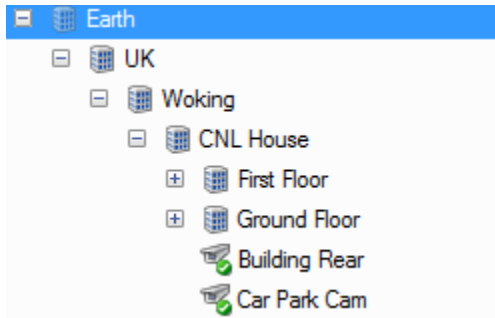 Earth
UK
Woking
CNL House
First Floor
Ground Floor
Building Rear
Car Park Cam